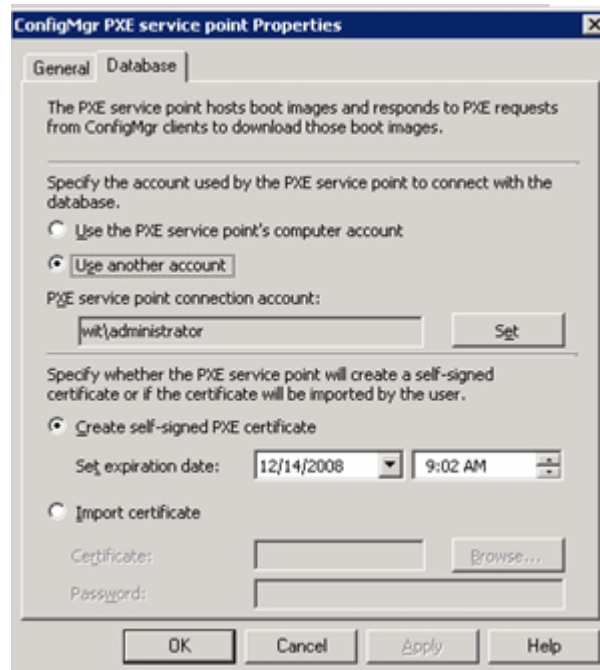 ConfigMgr PXE service point Properties
General Database
The PXE service point hosts boot images and responds to PXE requests
from ConfigMgr clients to download those boot images.
Specify the account used by the PXE service point to connect with the
database.
Use the PXE service point's computer account
Use another account
PXE service point connection account:
wit\administrator Set
Specify whether the PXE service point will create a self-signed
certificate or if the certificate will be imported by the user.
Create self-signed PXE certificate
Set expiration date: 12/14/2008 9:02 AM
Import certificate
Certificate: Browse...
Password:
OK Cancel Apply Help